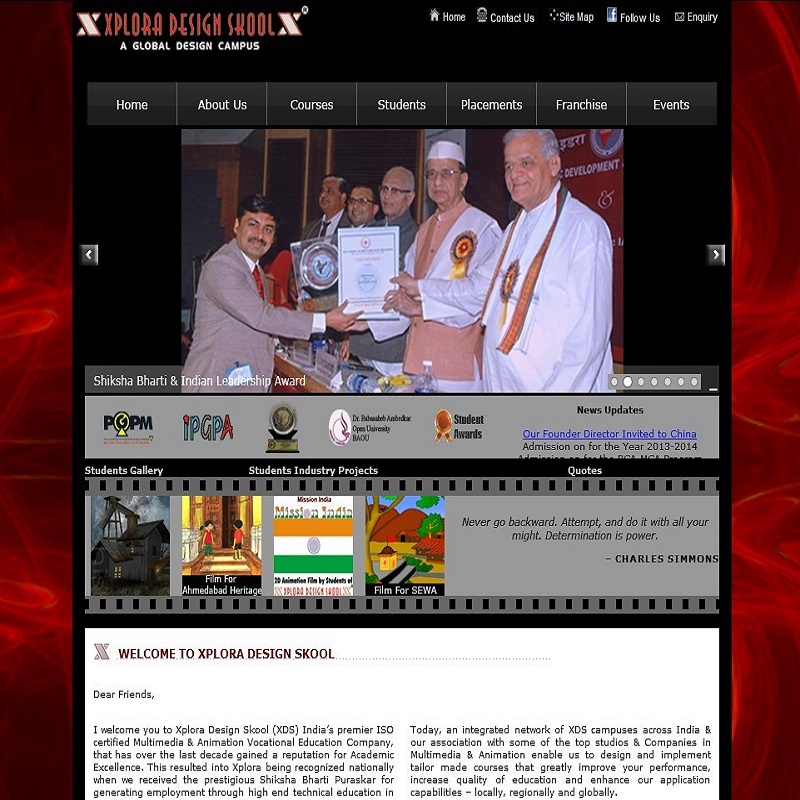 XPLORA DESIGN SKOOL
A GLOBAL DESIGN CAMPUS
Home
Contact Us
Site Map
Follow Us
Enquiry
Home
About Us
Courses
Students
Placements
Franchise
Events
Shiksha Bharti & Indian Leadership Award
PGPM
iPGPA
Dr. Babasaheb Ambedkar
Open University
BAOU
Student
Awards
News Updates
Our Founder Director Invited to China
Admission on for the Year 2013-2014
Students Gallery
Students Industry Projects
Quotes
Film For
Ahmedabad Heritage
Mission India
Mission India
2D Animation Film by Students of
XPLORA DESIGN SKOOL
Film For SEWA
Never go backward. Attempt, and do it with all your
might. Determination is power.
– CHARLES SIMMONS
WELCOME TO XPLORA DESIGN SKOOL
Dear Friends,
I welcome you to Xplora Design Skool (XDS) India’s premier ISO
certified Multimedia & Animation Vocational Education Company,
that has over the last decade gained a reputation for Academic
Excellence. This resulted into Xplora being recognized nationally
when we received the prestigious Shiksha Bharti Puraskar for
generating employment through high end technical education in
Today, an integrated network of XDS campuses across India &
our association with some of the top studios & Companies in
Multimedia & Animation enable us to design and implement
tailor made courses that greatly improve your performance,
increase quality of education and enhance our application
capabilities – locally, regionally and globally.